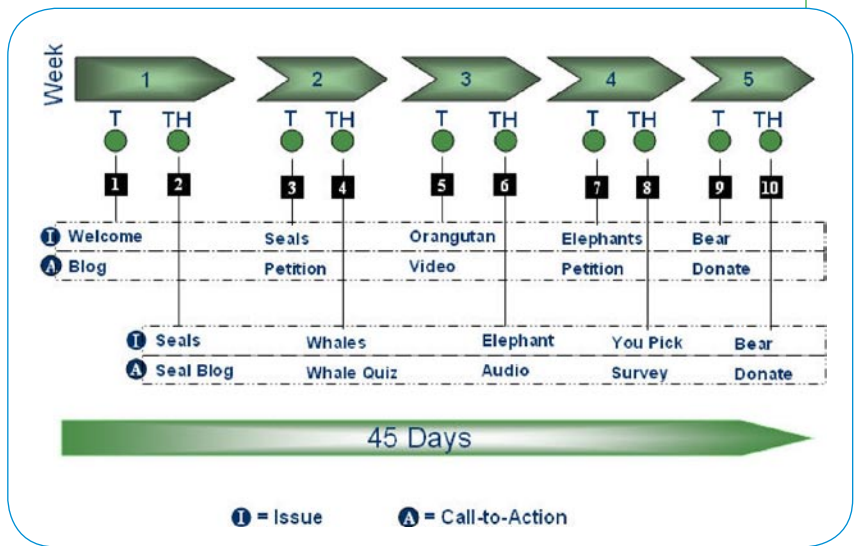 Week
1 2 3 4 5
T TH T TH T TH T TH T TH
1 2 3 4 5 6 7 8 9 10
I Welcome Seals Orangutan Elephants Bear
A Blog Petition Video Petition Donate
I Seals Whales Elephant You Pick Bear
A Seal Blog Whale Quiz Audio Survey Donate
45 Days
I = Issue A = Call-to-Action